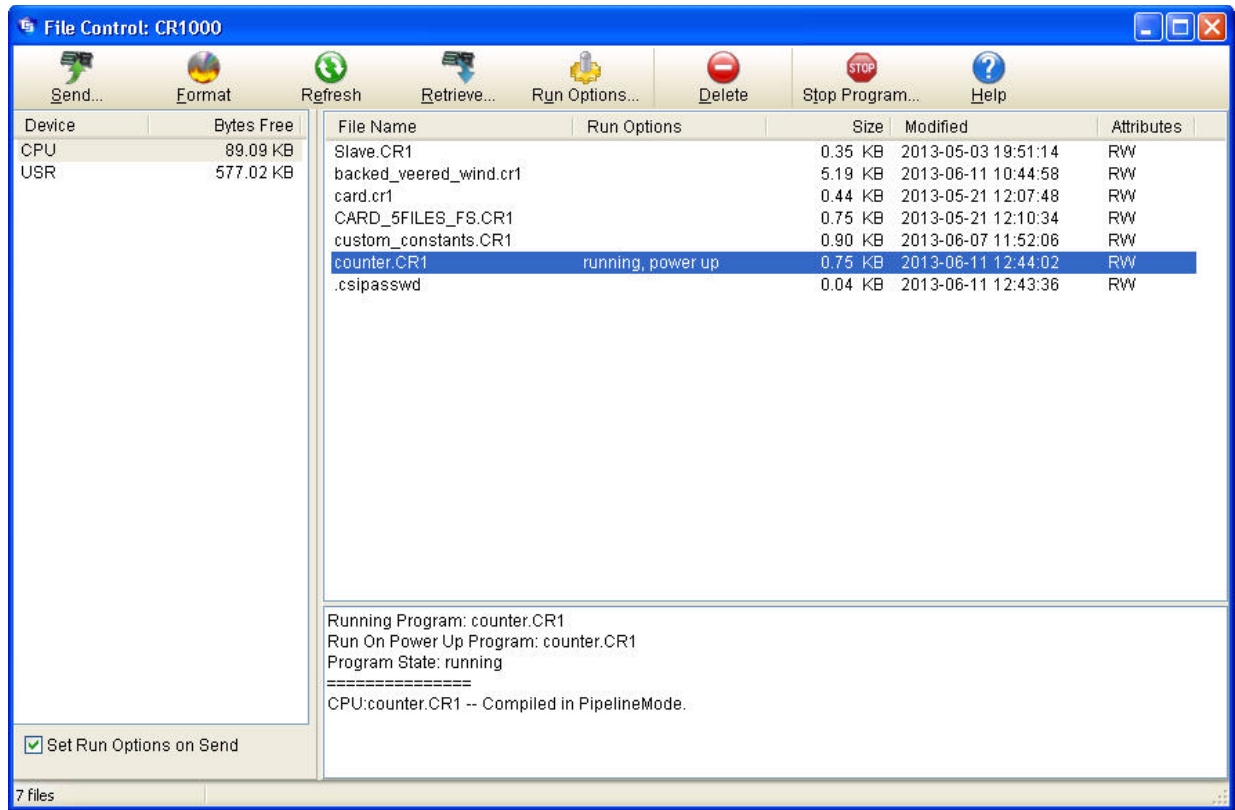 File Control: CR1000
Send... Format Refresh Retrieve... Run Options... Delete Stop Program... Help
Device Bytes Free
CPU 89.09 KB
USR 577.02 KB
File Name Run Options Size Modified Attributes
Slave.CR1 0.35 KB 2013-05-03 19:51:14 RW
backed_veered_wind.cr1 5.19 KB 2013-06-11 10:44:58 RW
card.cr1 0.44 KB 2013-05-21 12:07:48 RW
CARD_5FILES_FS.CR1 0.75 KB 2013-05-21 12:10:34 RW
custom_constants.CR1 0.90 KB 2013-06-07 11:52:06 RW
counter.CR1 running, power up 0.75 KB 2013-06-11 12:44:02 RW
.csipasswd 0.04 KB 2013-06-11 12:43:36 RW
Running Program: counter.CR1
Run On Power Up Program: counter.CR1
Program State: running
===============
CPU:counter.CR1 -- Compiled in PipelineMode.
Set Run Options on Send
7 files